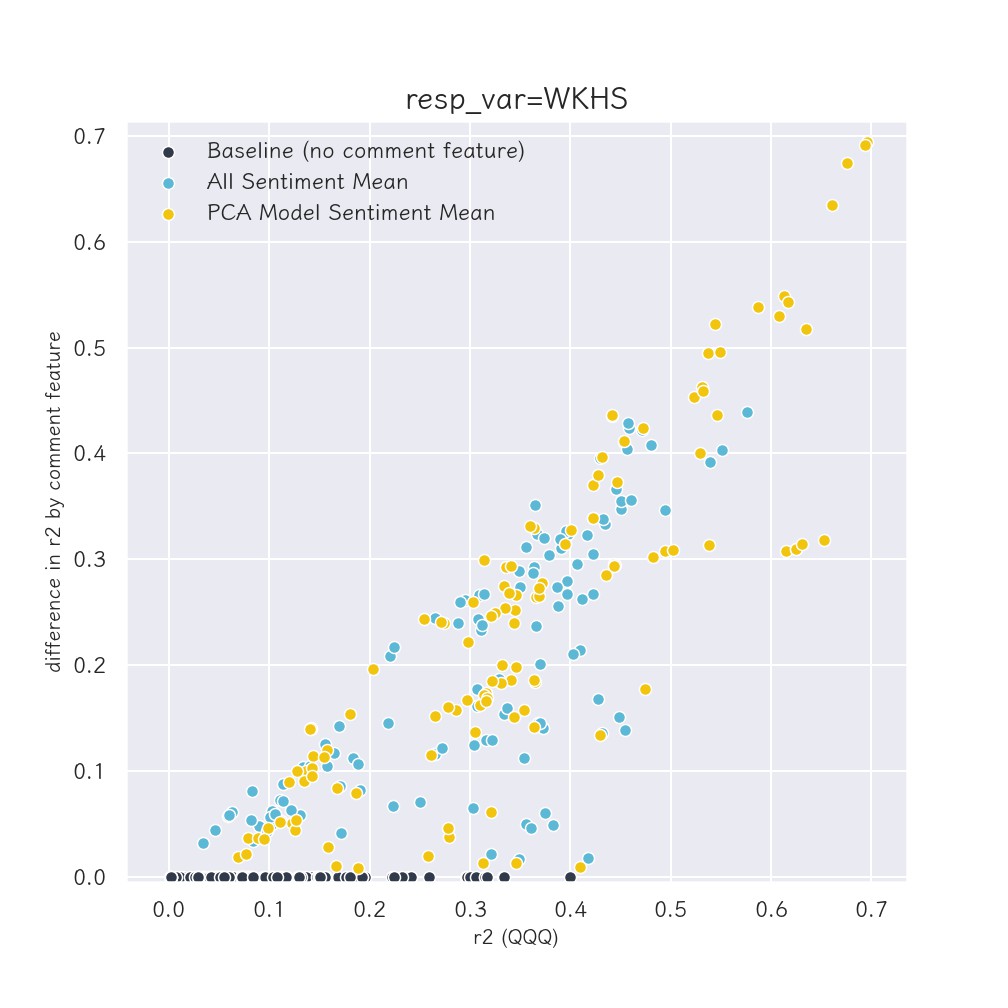 resp_var=WKHS
Baseline (no comment feature)
All Sentiment Mean
PCA Model Sentiment Mean
difference in r2 by comment feature
0.7
0.6
0.5
0.4
0.3
0.2
0.1
0.0
0.0 0.1 0.2 0.3 0.4 0.5 0.6 0.7
r2 (QQQ)